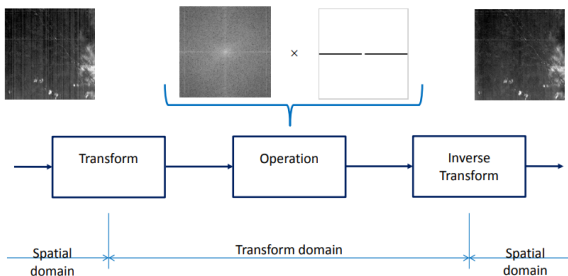 ×
Transform
Operation
Inverse
Transform
Spatial
domain
Transform domain
Spatial
domain